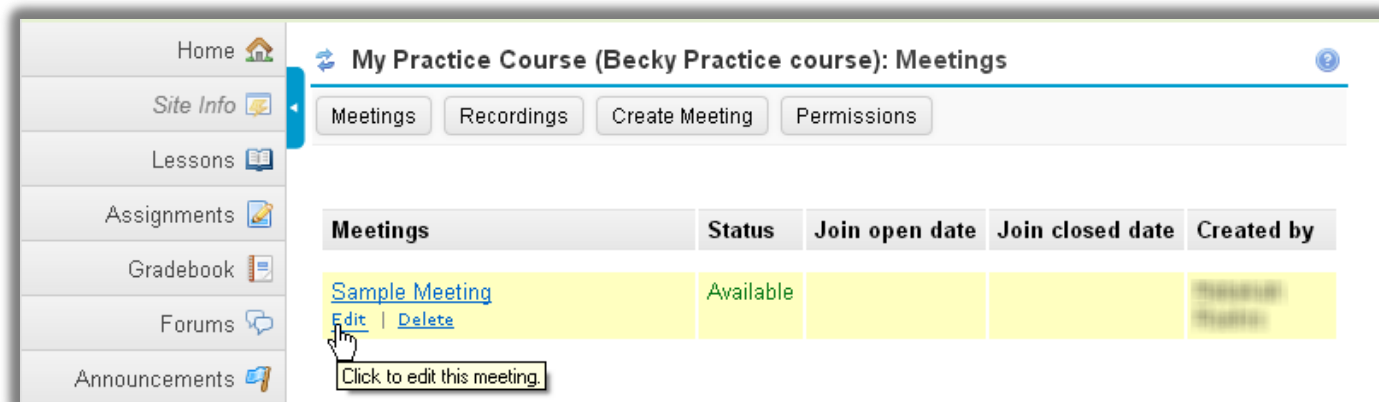 Home
Site Info
Lessons
Assignments
Gradebook
Forums
Announcements
My Practice Course (Becky Practice course): Meetings
Meetings Recordings Create Meeting Permissions
Meetings Status Join open date Join closed date Created by
Sample Meeting Available
Edit | Delete
Click to edit this meeting.